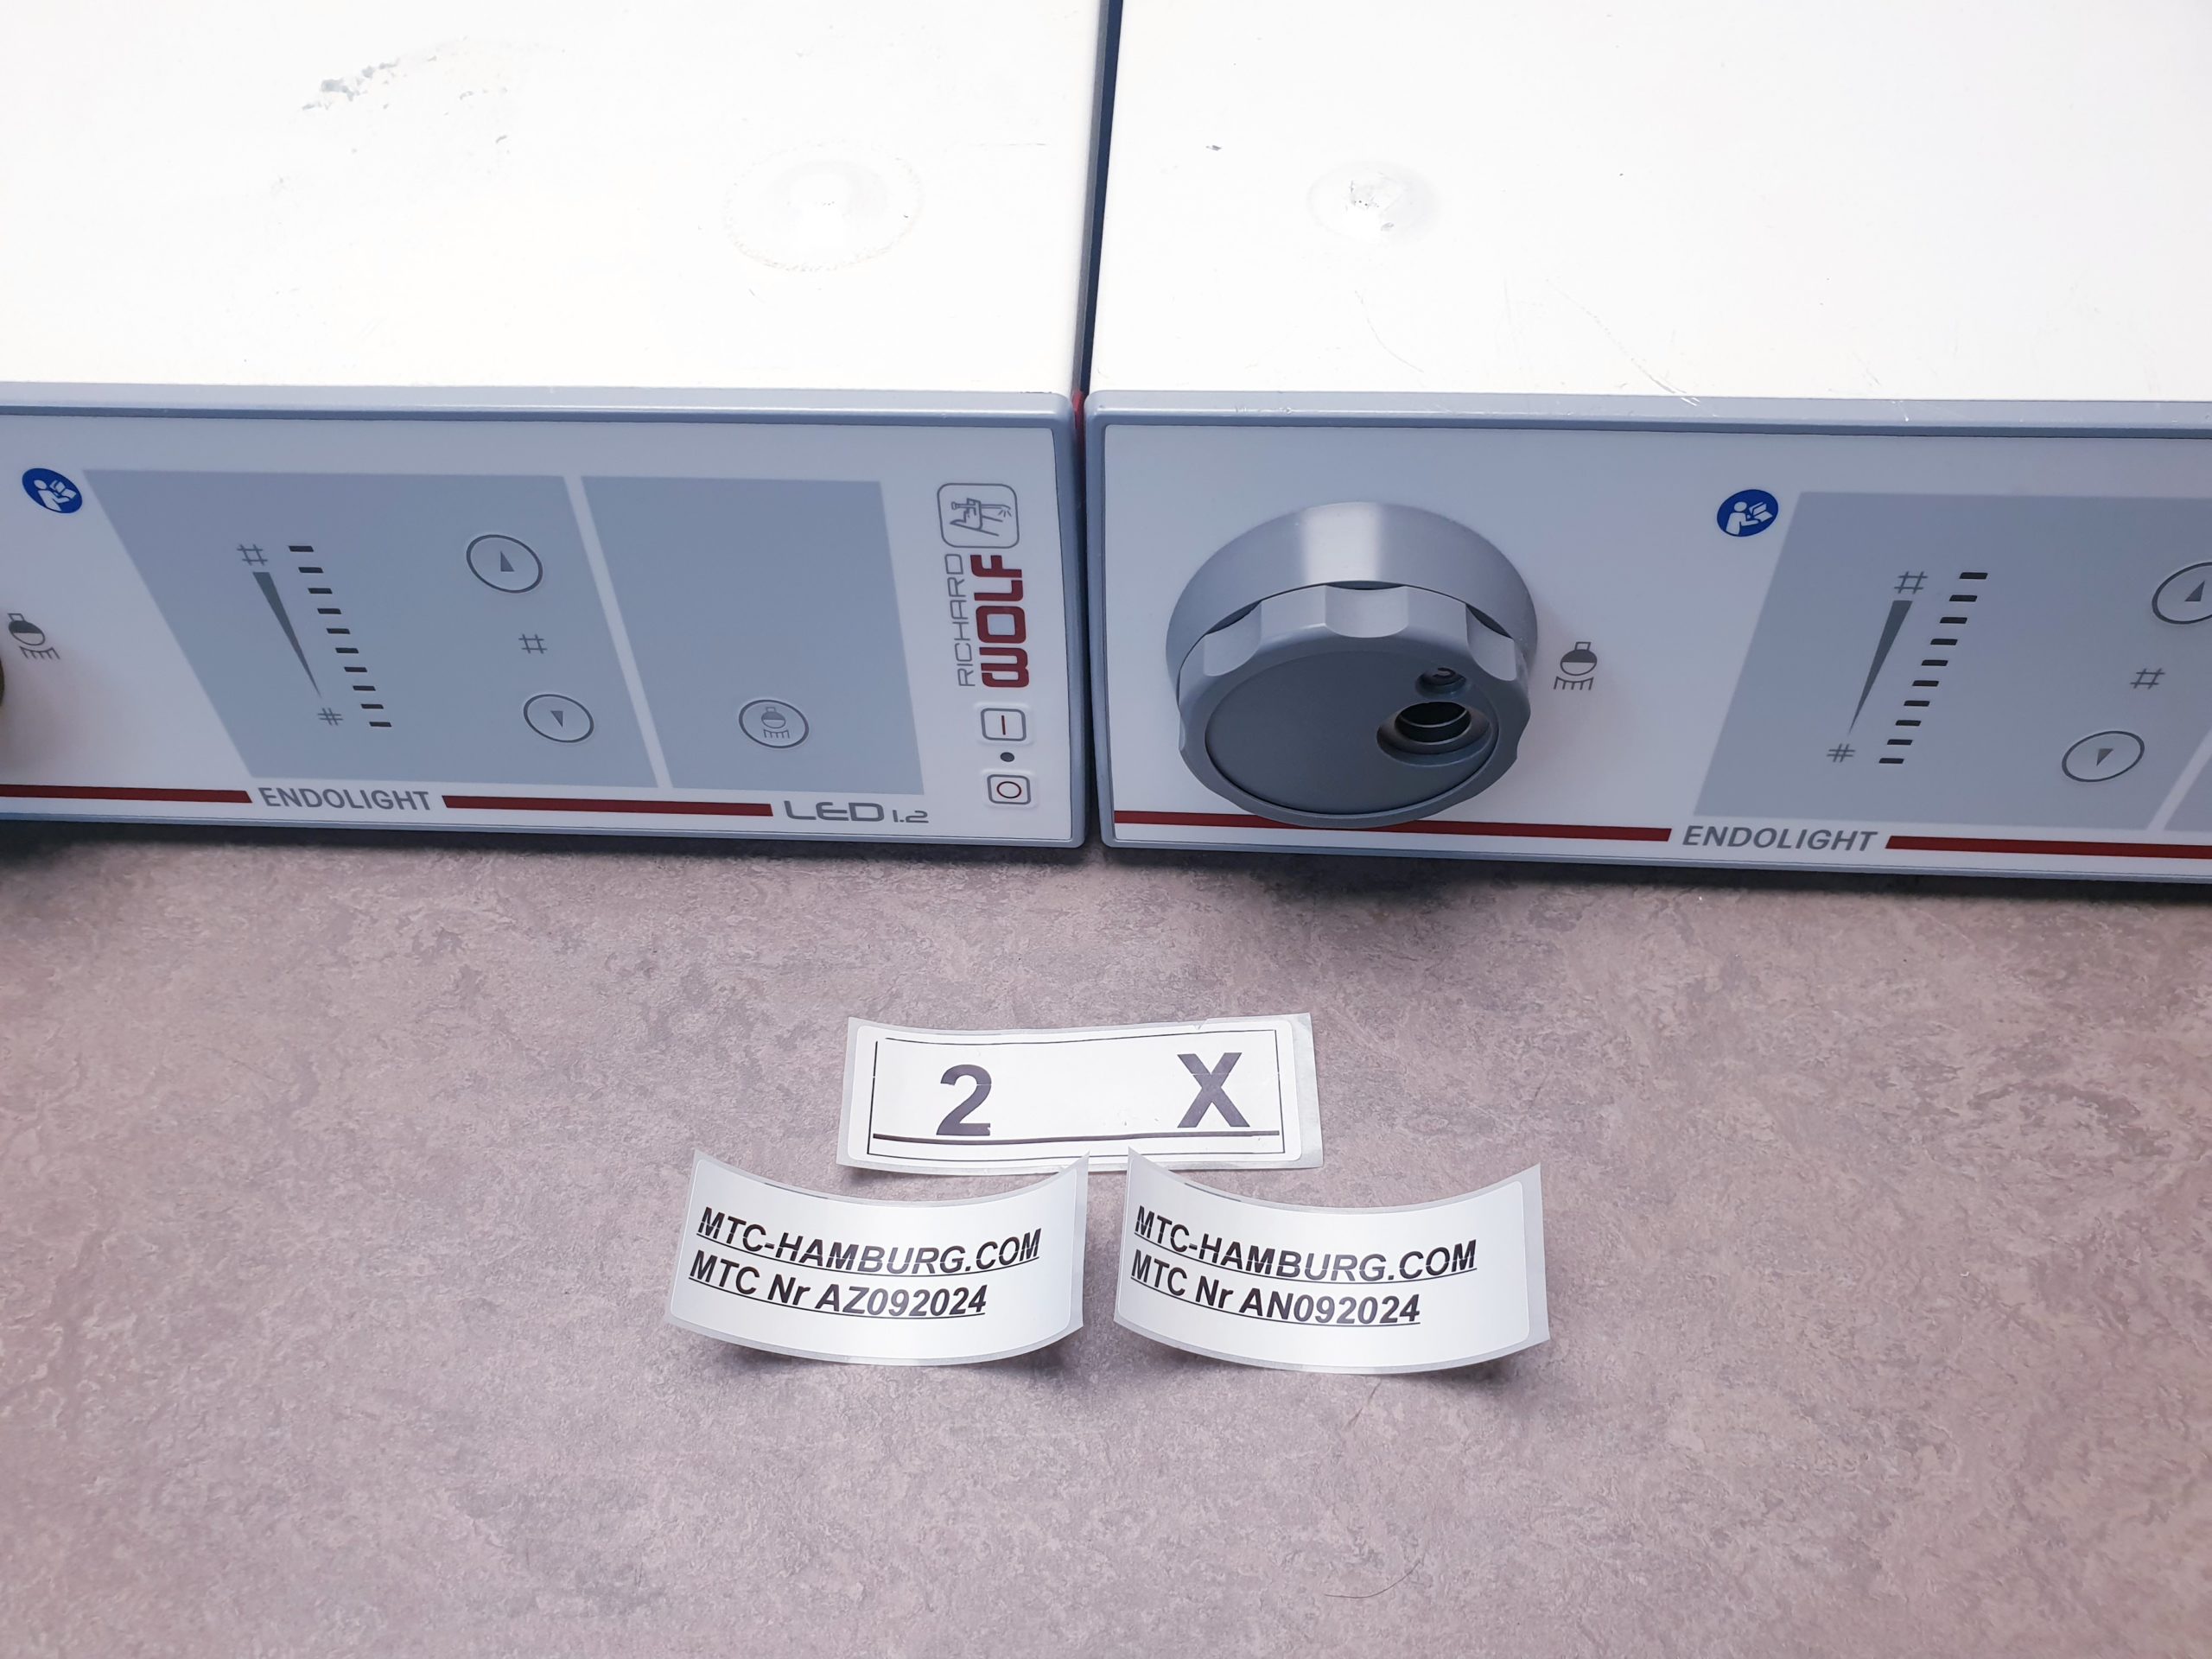 RICHARD
WOLF
ENDOLIGHT
LED 1.2
ENDOLIGHT
2 X
MTC-HAMBURG.COM
MTC Nr AZ092024
MTC-HAMBURG.COM
MTC Nr AN092024